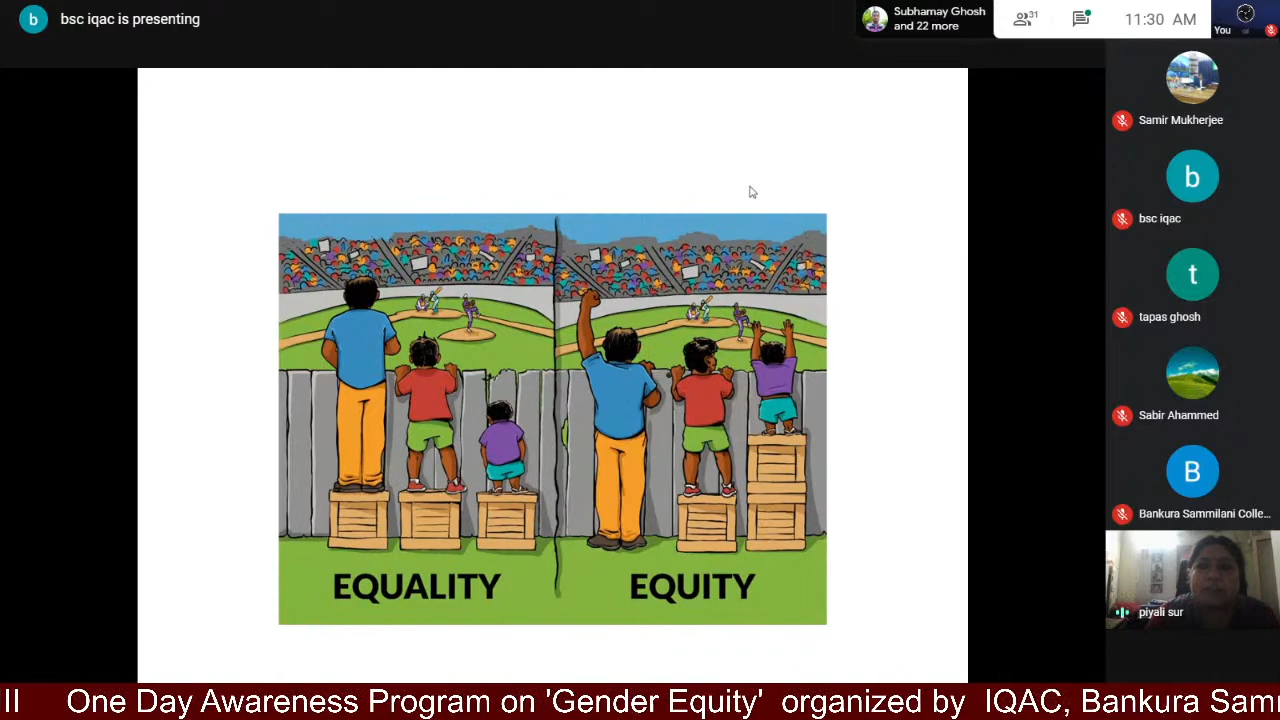 b bsc iqac is presenting
Subhamay Ghosh
and 22 more
31
11:30 AM
You
Samir Mukherjee
b
bsc iqac
t
tapas ghosh
Sabir Ahammed
B
Bankura Sammilani Colle...
piyali sur
EQUALITY
EQUITY
II One Day Awareness Program on 'Gender Equity' organized by IQAC, Bankura Sam